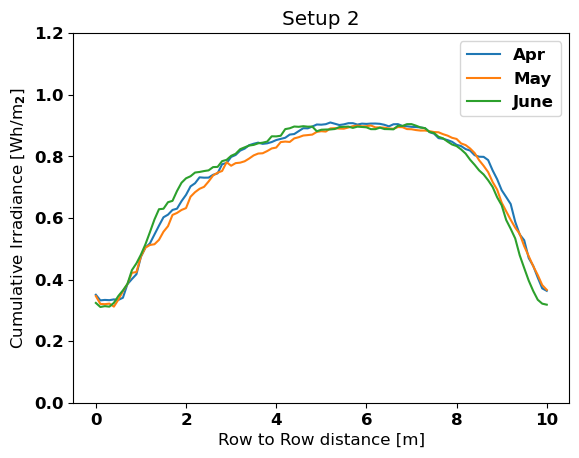 Setup 2
Cumulative Irradiance [Wh/m2]
1.2
1.0
0.8
0.6
0.4
0.2
0.0
Apr
May
June
0 2 4 6 8 10
Row to Row distance [m]